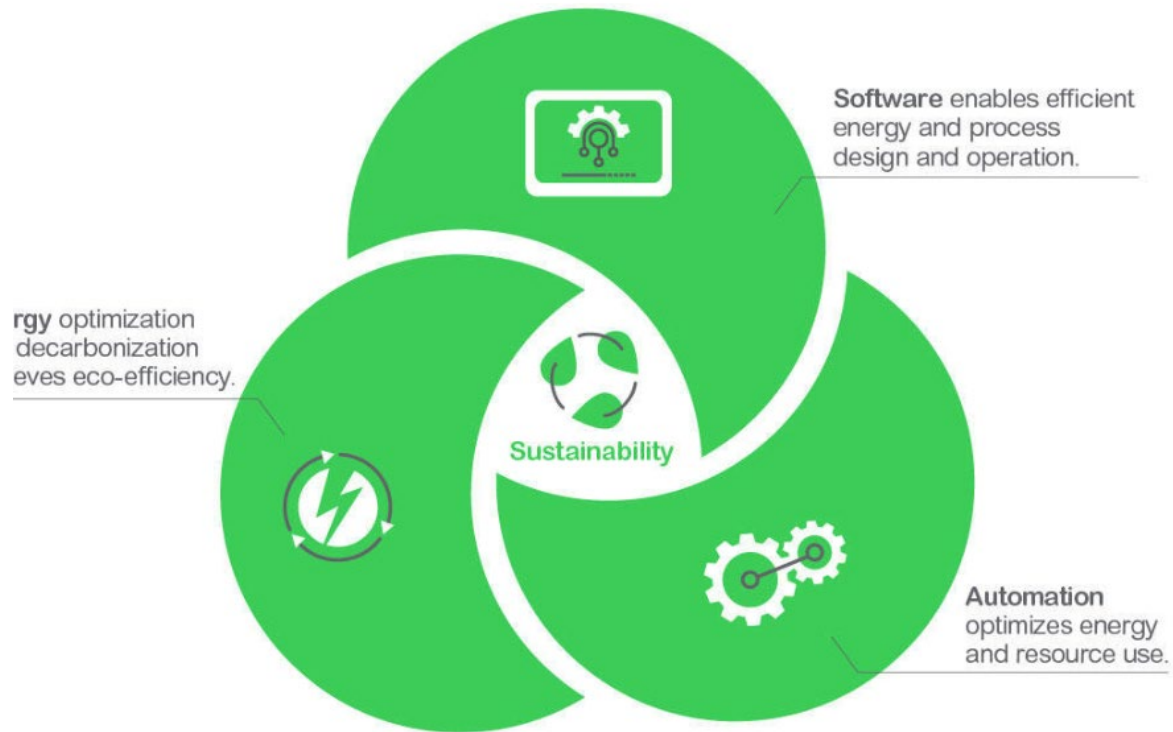 Software enables efficient
energy and process
design and operation.
rgy optimization
decarbonization
eves eco-efficiency.
Sustainability
Automation
optimizes energy
and resource use.